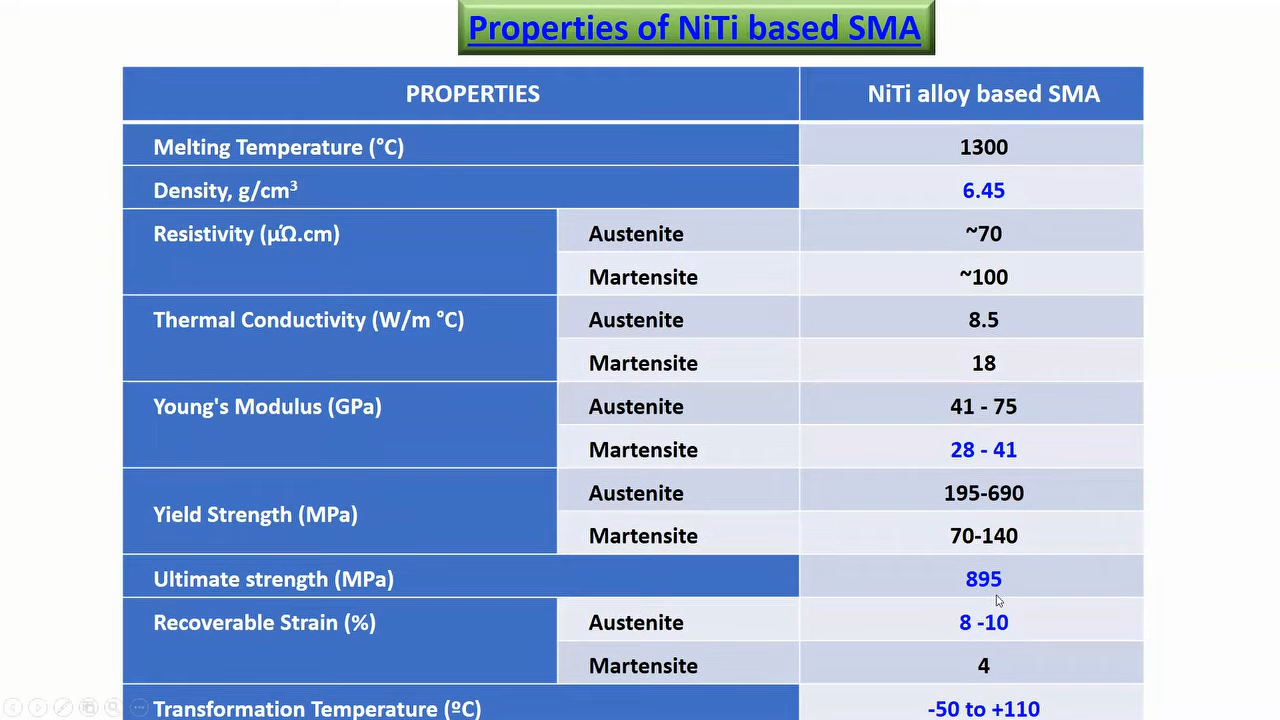 Properties of NiTi based SMA
PROPERTIES NiTi alloy based SMA
Melting Temperature (°C) 1300
Density, g/cm³ 6.45
Resistivity (μΩ.cm) Austenite ~70
Martensite ~100
Thermal Conductivity (W/m °C) Austenite 8.5
Martensite 18
Young's Modulus (GPa) Austenite 41 - 75
Martensite 28 - 41
Yield Strength (MPa) Austenite 195-690
Martensite 70-140
Ultimate strength (MPa) 895
Recoverable Strain (%) Austenite 8 -10
Martensite 4
Transformation Temperature (ºC) -50 to +110